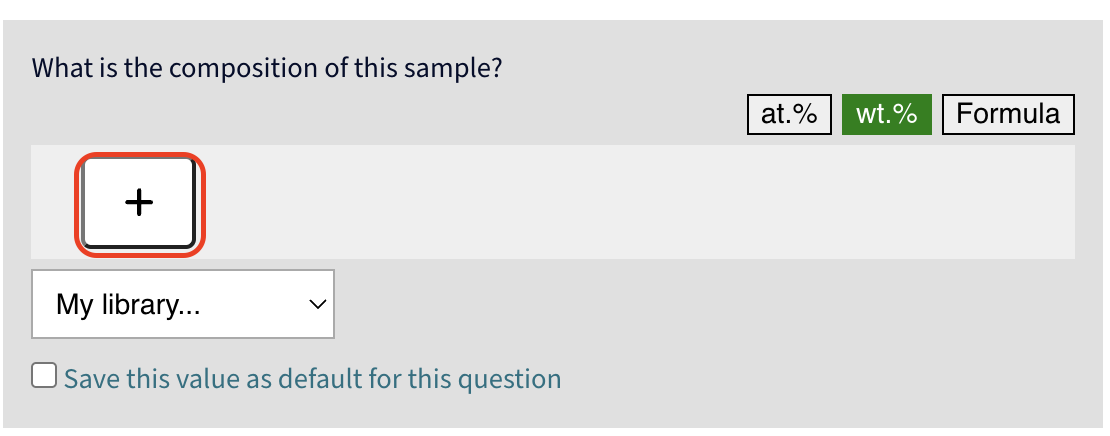 What is the composition of this sample?
at.% wt.% Formula
+
My library...
Save this value as default for this question